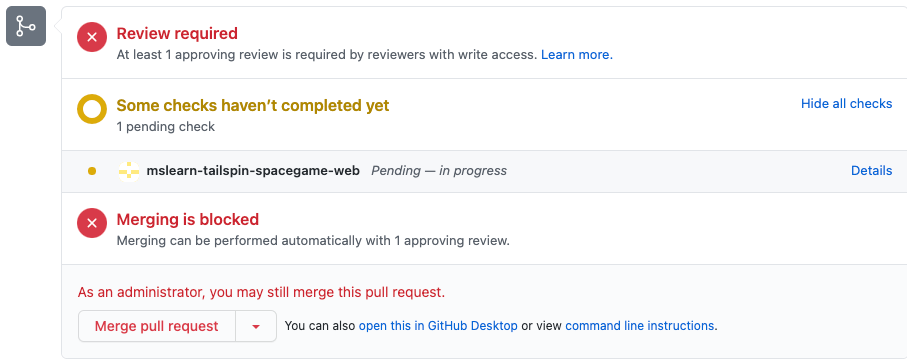 Review required
At least 1 approving review is required by reviewers with write access. Learn more.
Some checks haven't completed yet
Hide all checks
1 pending check
mslearn-tailspin-spacegame-web Pending — in progress
Details
Merging is blocked
Merging can be performed automatically with 1 approving review.
As an administrator, you may still merge this pull request.
Merge pull request
You can also open this in GitHub Desktop or view command line instructions.